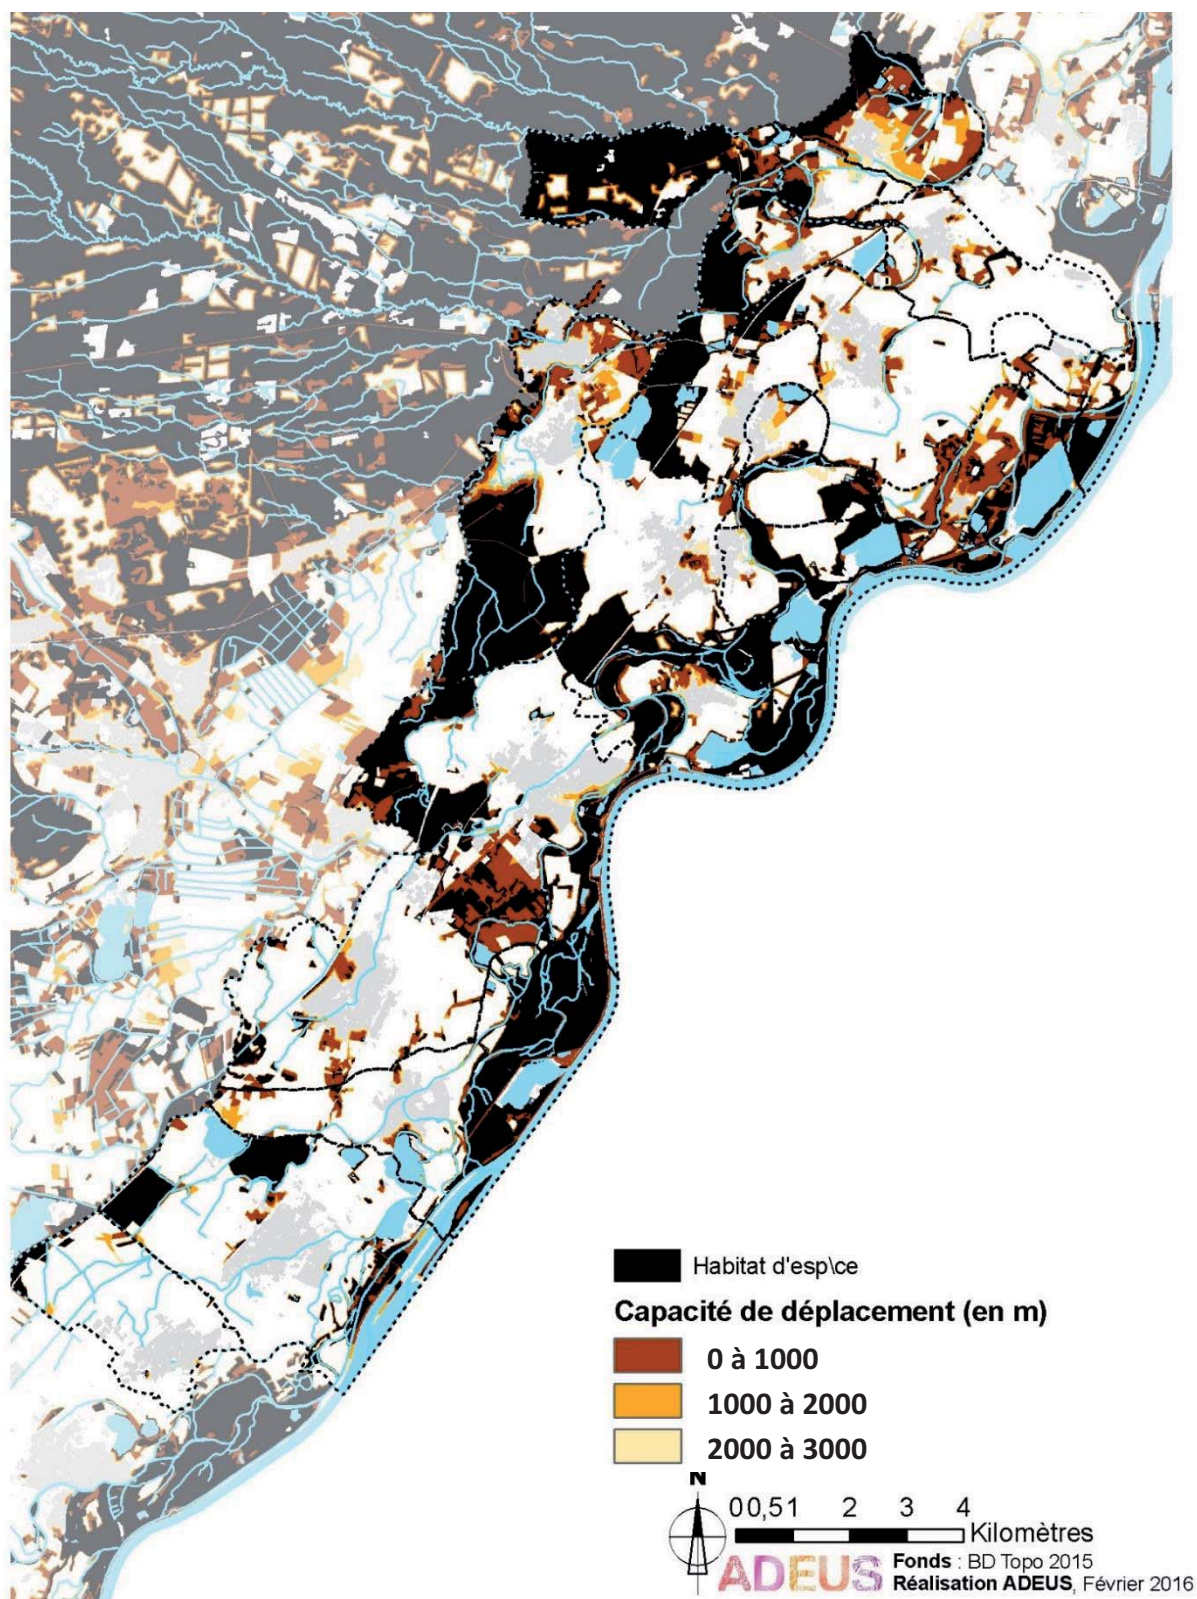 Habitat d'esp\ce
Capacité de déplacement (en m)
0 à 1000
1000 à 2000
2000 à 3000
N
0 0,5 1 2 3 4
Kilomètres
ADEUS
Fonds : BD Topo 2015
Réalisation ADEUS, Février 2016